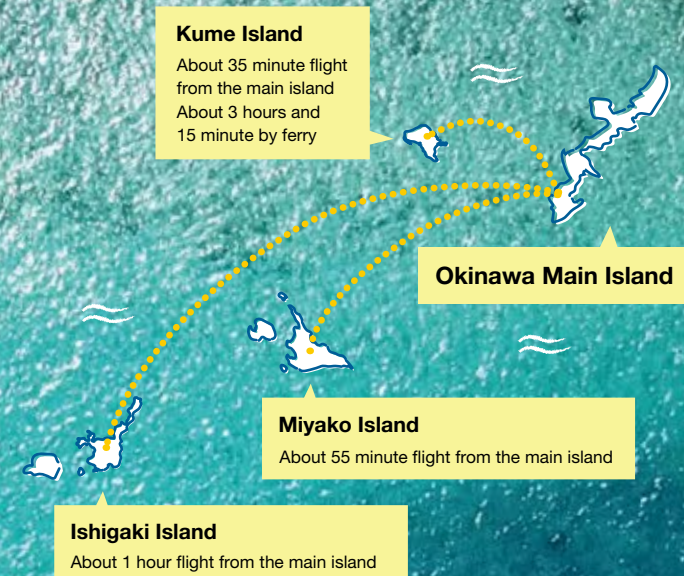 Kume Island
About 35 minute flight
from the main island
About 3 hours and
15 minute by ferry
Okinawa Main Island
Miyako Island
About 55 minute flight from the main island
Ishigaki Island
About 1 hour flight from the main island